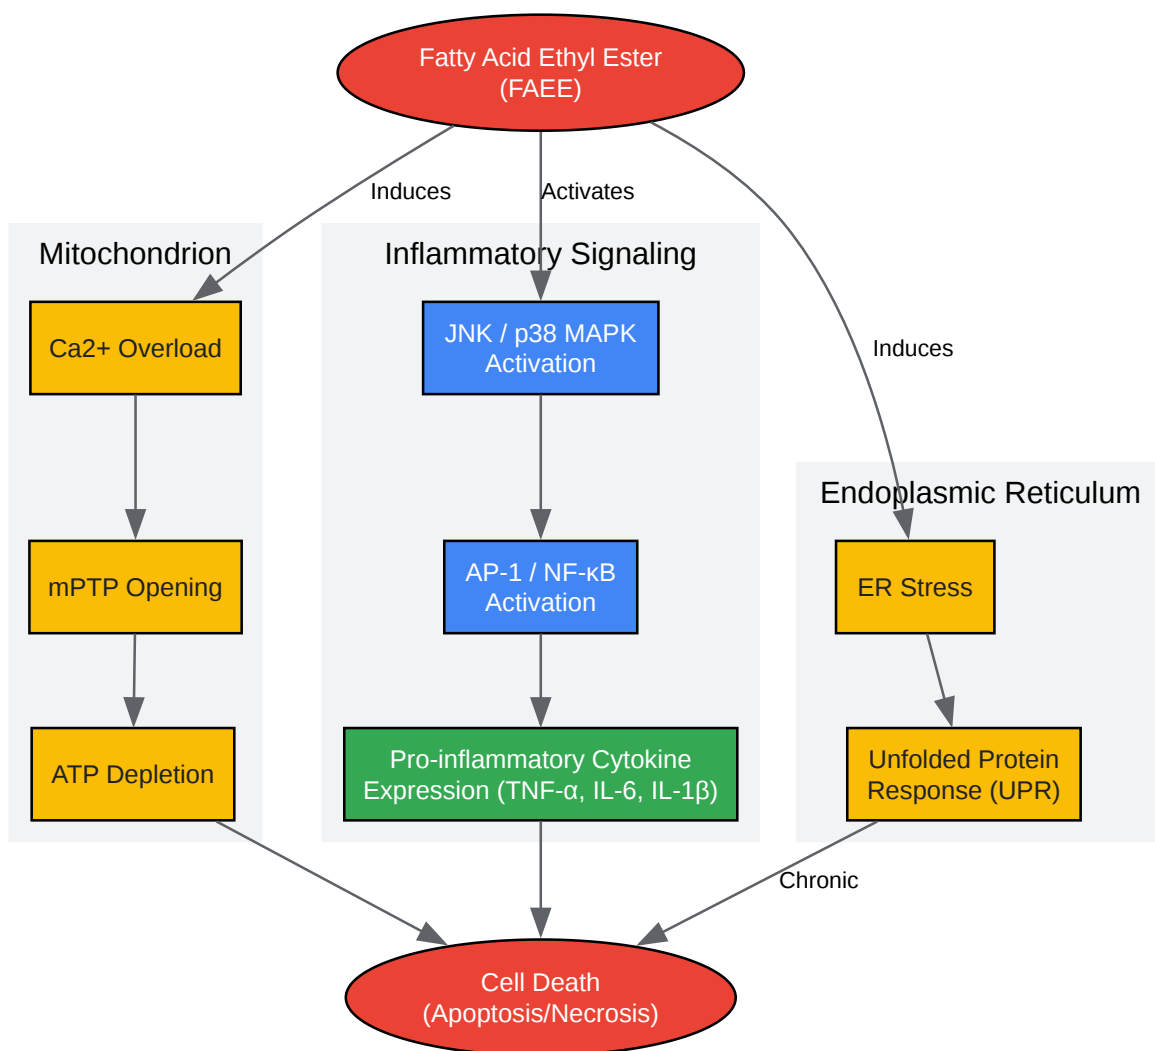 Fatty Acid Ethyl Ester
(FAEE)
Induces
Activates
Mitochondrion
Inflammatory Signaling
Ca2+ Overload
JNK / p38 MAPK
Activation
Induces
Endoplasmic Reticulum
mPTP Opening
AP-1 / NF-κB
Activation
ER Stress
ATP Depletion
Pro-inflammatory Cytokine
Expression (TNF-α, IL-6, IL-1β)
Unfolded Protein
Response (UPR)
Chronic
Cell Death
(Apoptosis/Necrosis)